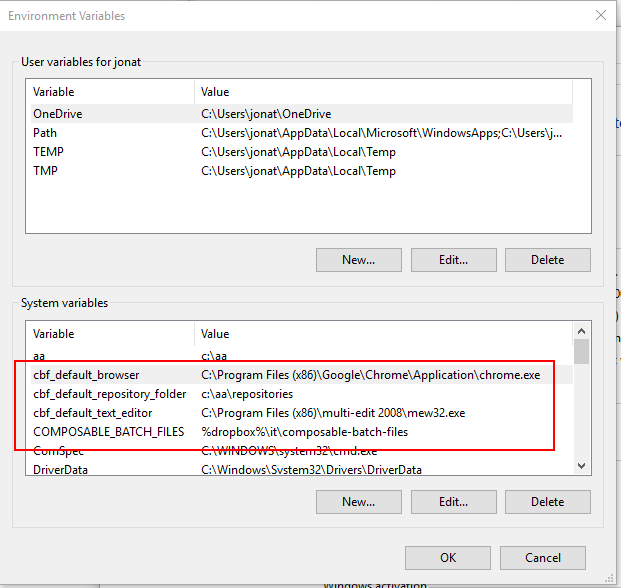 Environment Variables
User variables for jonat
Variable Value
OneDrive C:\Users\jonat\OneDrive
Path C:\Users\jonat\AppData\Local\Microsoft\WindowsApps;C:\Users\j...
TEMP C:\Users\jonat\AppData\Local\Temp
TMP C:\Users\jonat\AppData\Local\Temp
New... Edit... Delete
System variables
Variable Value
aa c:\aa
cbf_default_browser C:\Program Files (x86)\Google\Chrome\Application\chrome.exe
cbf_default_repository_folder c:\aa\repositories
cbf_default_text_editor C:\Program Files (x86)\multi-edit 2008\mew32.exe
COMPOSABLE_BATCH_FILES %dropbox%\it\composable-batch-files
ComSpec C:\WINDOWS\system32\cmd.exe
DriverData C:\Windows\System32\Drivers\DriverData
New... Edit... Delete
OK Cancel
Windows activation